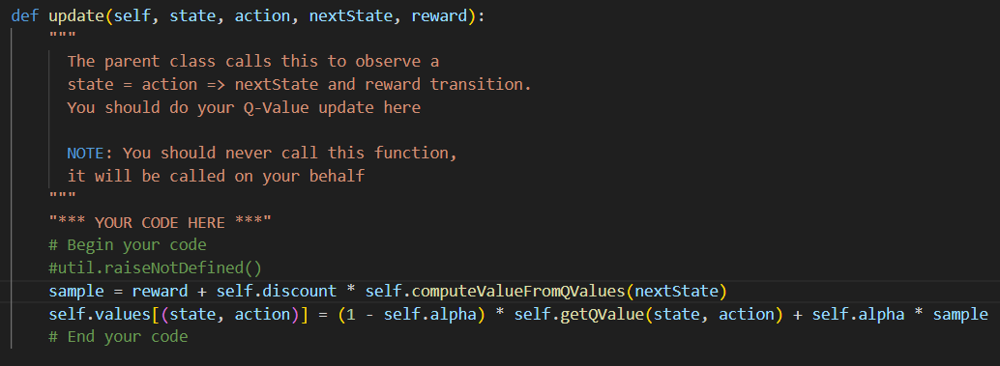 def update(self, state, action, nextState, reward):
"""
The parent class calls this to observe a
state = action => nextState and reward transition.
You should do your Q-Value update here
NOTE: You should never call this function,
it will be called on your behalf
"""
"*** YOUR CODE HERE ***"
# Begin your code
#util.raiseNotDefined()
sample = reward + self.discount * self.computeValueFromQValues(nextState)
self.values[(state, action)] = (1 - self.alpha) * self.getQValue(state, action) + self.alpha * sample
# End your code